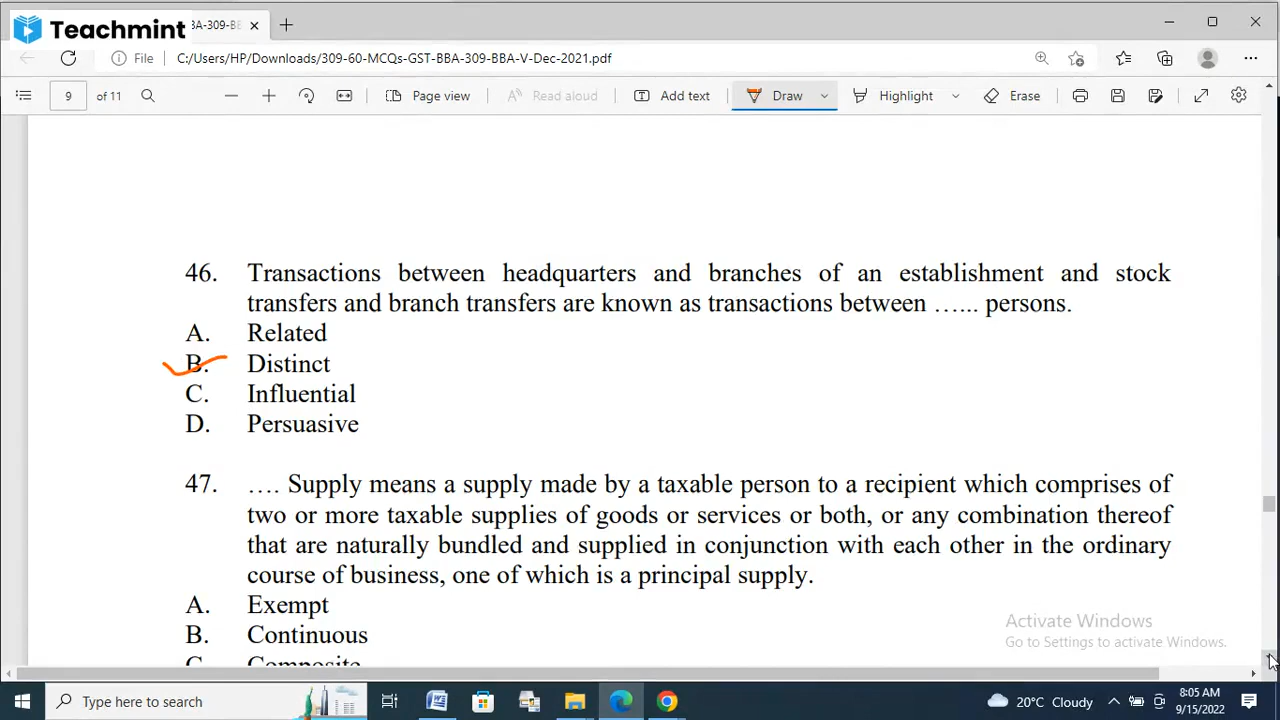 Teachmint
BA-309-BB
File
C:/Users/HP/Downloads/309-60-MCQs-GST-BBA-309-BBA-V-Dec-2021.pdf
9 of 11
Page view
Read aloud
Add text
Draw
Highlight
Erase
46. Transactions between headquarters and branches of an establishment and stock
transfers and branch transfers are known as transactions between …... persons.
A. Related
B. Distinct
C. Influential
D. Persuasive
47. …. Supply means a supply made by a taxable person to a recipient which comprises of
two or more taxable supplies of goods or services or both, or any combination thereof
that are naturally bundled and supplied in conjunction with each other in the ordinary
course of business, one of which is a principal supply.
A. Exempt
B. Continuous
C. Composite
Activate Windows
Go to Settings to activate Windows.
Type here to search
20°C Cloudy
8:05 AM
9/15/2022